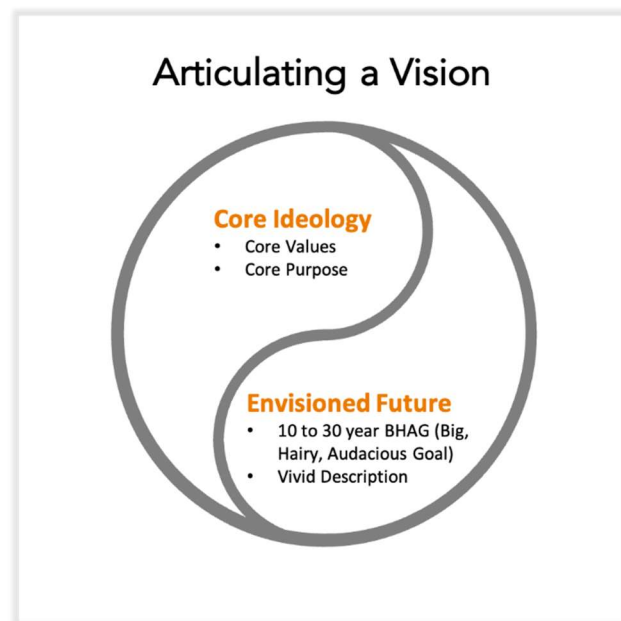 Articulating a Vision
Core Ideology
• Core Values
• Core Purpose
Envisioned Future
• 10 to 30 year BHAG (Big,
Hairy, Audacious Goal)
• Vivid Description